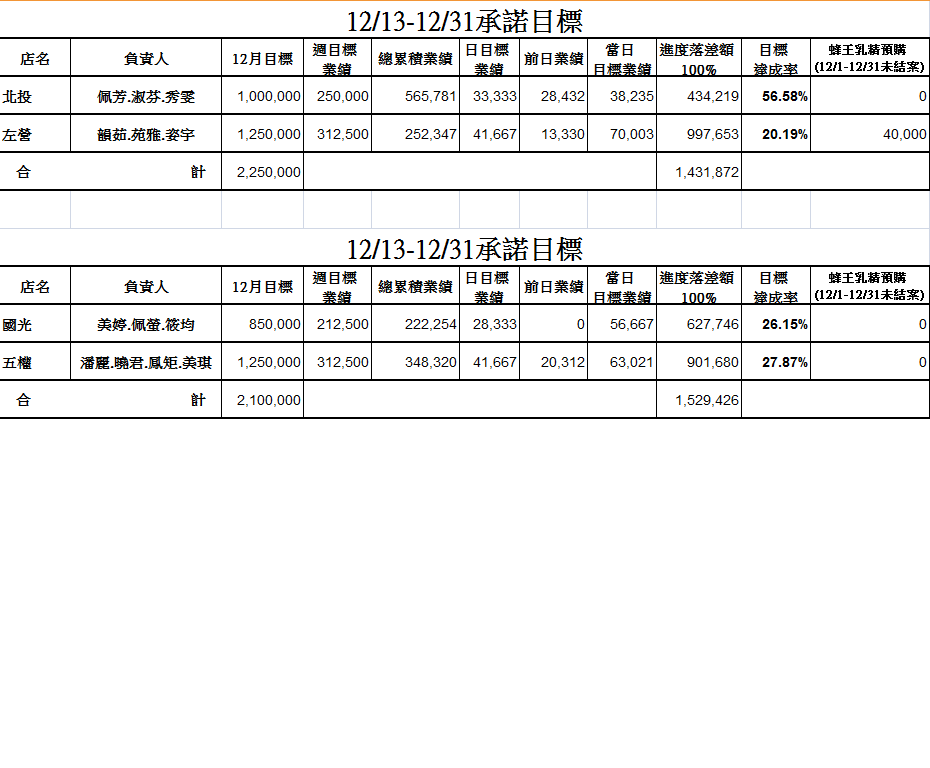 12/13-12/31承諾目標
店名 負責人 12月目標 週目標業績 總累積業績 日目標業績 前日業績 當日目標業績 進度落差額100% 目標達成率 蜂王乳精預購(12/1-12/31未結案)
北投 佩芳.淑芬.秀雯 1,000,000 250,000 565,781 33,333 28,432 38,235 434,219 56.58% 0
左營 韻茹.苑雅.姿宇 1,250,000 312,500 252,347 41,667 13,330 70,003 997,653 20.19% 40,000
合計 2,250,000 1,431,872
12/13-12/31承諾目標
店名 負責人 12月目標 週目標業績 總累積業績 日目標業績 前日業績 當日目標業績 進度落差額100% 目標達成率 蜂王乳精預購(12/1-12/31未結案)
國光 美婷.佩螢.筱均 850,000 212,500 222,254 28,333 0 56,667 627,746 26.15% 0
五權 潘麗.曉君.鳳矩.美琪 1,250,000 312,500 348,320 41,667 20,312 63,021 901,680 27.87% 0
合計 2,100,000 1,529,426